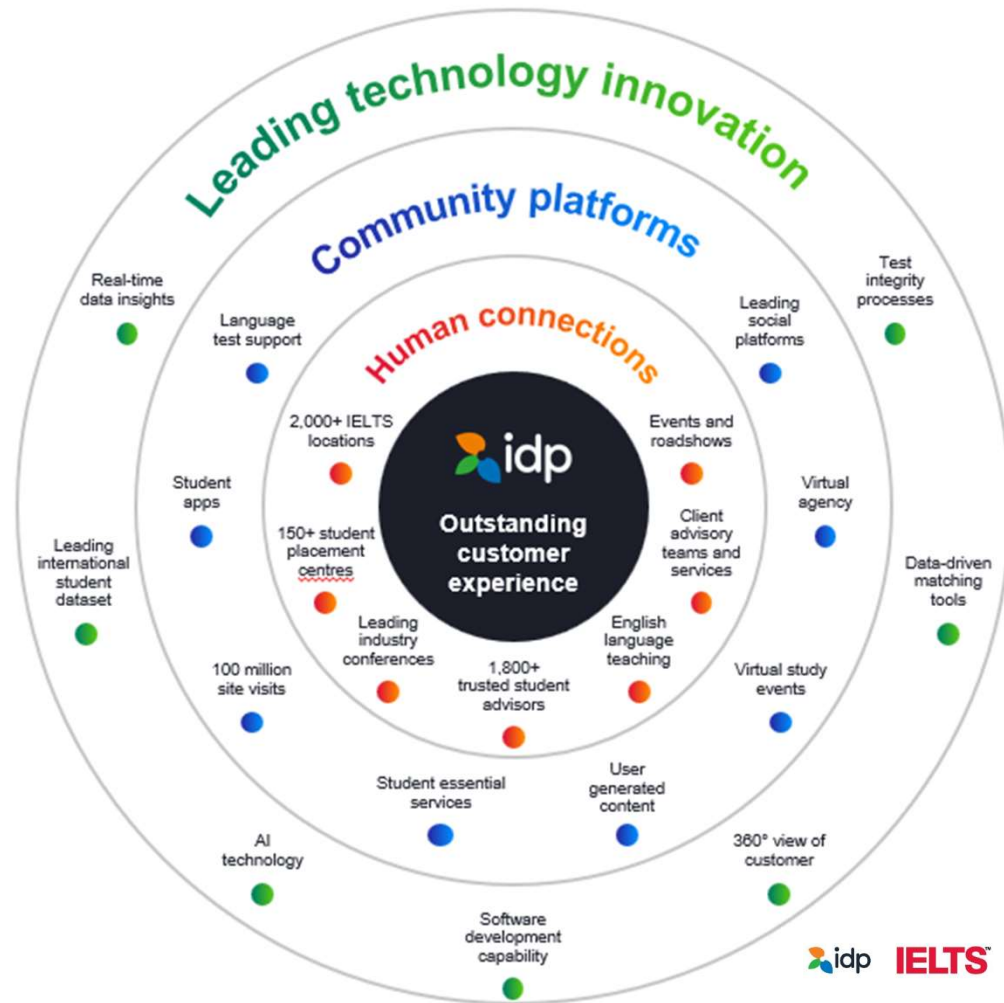 Leading technology innovation
Community platforms
Human connections
Real-time
data insights
Test
integrity
processes
Language
test support
Leading
social
platforms
2,000+ IELTS
locations
Events and
roadshows
idp
Outstanding
customer
experience
Student
apps
Virtual
agency
150+ student
placement
centres
Client
advisory
teams and
services
Leading
international
student
dataset
Data-driven
matching
tools
Leading
industry
conferences
English
language
teaching
1,800+
trusted student
advisors
100 million
site visits
Virtual study
events
Student essential
services
User
generated
content
AI
technology
360° view of
customer
Software
development
capability
idp IELTS™